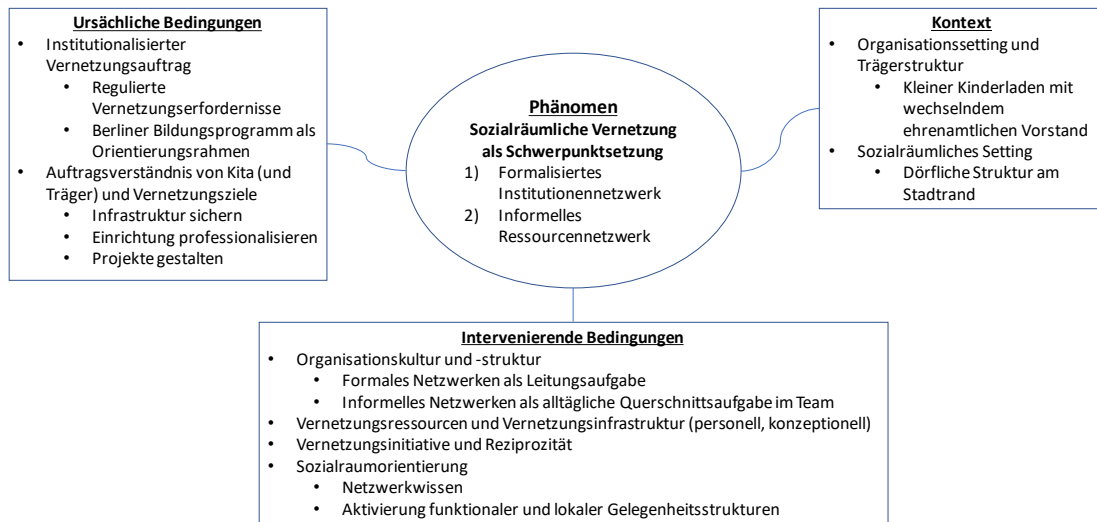 Ursächliche Bedingungen
• Institutionalisierter
Vernetzungsauftrag
• Regulierte
Vernetzungserfordernisse
• Berliner Bildungsprogramm als
Orientierungsrahmen
• Auftragsverständnis von Kita (und
Träger) und Vernetzungsziele
• Infrastruktur sichern
• Einrichtung professionalisieren
• Projekte gestalten
Phänomen
Sozialräumliche Vernetzung
als Schwerpunktsetzung
1) Formalisiertes
Institutionennetzwerk
2) Informelles
Ressourcennetzwerk
Kontext
• Organisationssetting und
Trägerstruktur
• Kleiner Kinderladen mit
wechselndem
ehrenamtlichen Vorstand
• Sozialräumliches Setting
• Dörfliche Struktur am
Stadtrand
Intervenierende Bedingungen
• Organisationskultur und -struktur
• Formales Netzwerken als Leitungsaufgabe
• Informelles Netzwerken als alltägliche Querschnittsaufgabe im Team
• Vernetzungsressourcen und Vernetzungsinfrastruktur (personell, konzeptionell)
• Vernetzungsinitiative und Reziprozität
• Sozialraumorientierung
• Netzwerkwissen
• Aktivierung funktionaler und lokaler Gelegenheitsstrukturen